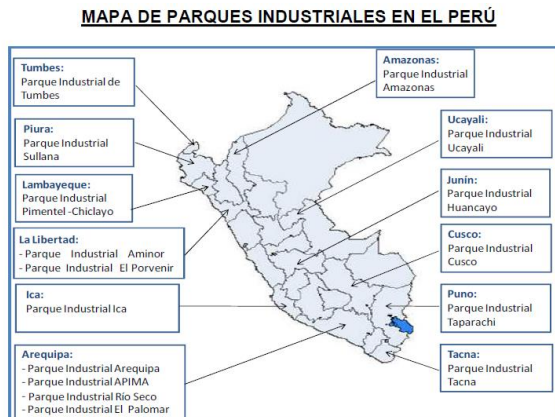 MAPA DE PARQUES INDUSTRIALES EN EL PERÚ
Tumbes:
Parque Industrial de
Tumbes
Piura:
Parque Industrial
Sullana
Lambayeque:
Parque Industrial
Pimentel -Chiclayo
La Libertad:
- Parque Industrial Aminor
- Parque Industrial El Porvenir
Ica:
Parque Industrial Ica
Arequipa:
- Parque Industrial Arequipa
- Parque Industrial APIMA
- Parque Industrial Río Seco
- Parque Industrial El Palomar
Amazonas:
Parque Industrial
Amazonas
Ucayali:
Parque Industrial
Ucayali
Junín:
Parque Industrial
Huancayo
Cusco:
Parque Industrial
Cusco
Puno:
Parque Industrial
Taparachi
Tacna:
Parque Industrial
Tacna